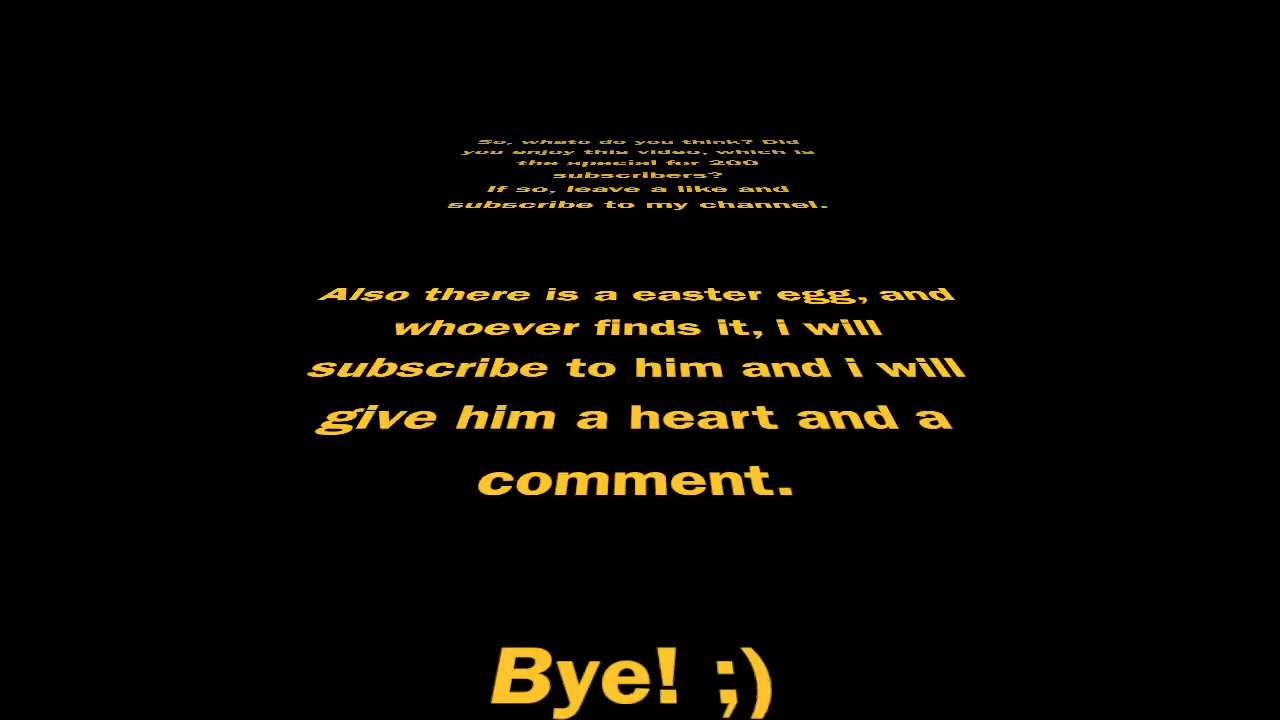 So, whats do you think? Did
you enjoy this video, which is
the special for 200
subscribers?
If so, leave a like and
subscribe to my channel.
Also there is a easter egg, and
whoever finds it, i will
subscribe to him and i will
give him a heart and a
comment.
Bye! ;)